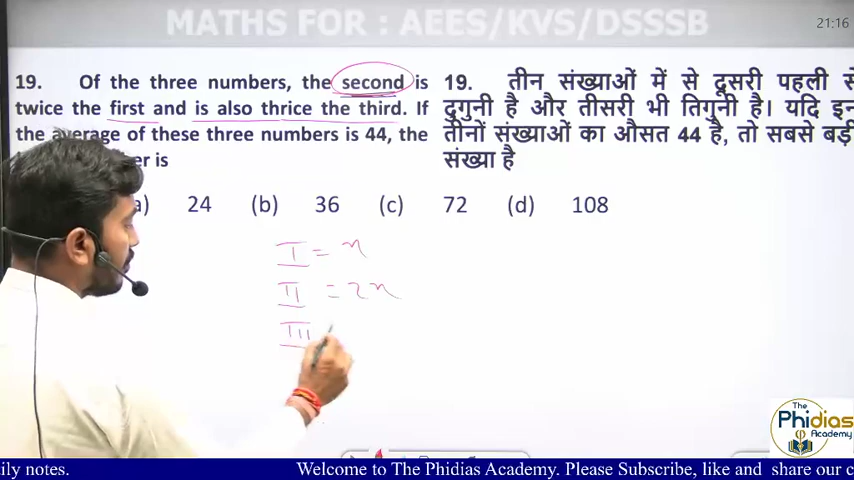 MATHS FOR : AEES/KVS/DSSSB
21:16
19. Of the three numbers, the second is
twice the first and is also thrice the third. If
the average of these three numbers is 44, the
er is
a) 24 (b) 36 (c) 72 (d) 108
19. तीन संख्याओं में से दूसरी पहली से
दुगुनी है और तीसरी भी तिगुनी है। यदि इन
तीनों संख्याओं का औसत 44 है, तो सबसे बड़ी
संख्या है
I = x
II = 2x
III
The
Phidias
Academy
ily notes. Welcome to The Phidias Academy. Please Subscribe, like and share our c